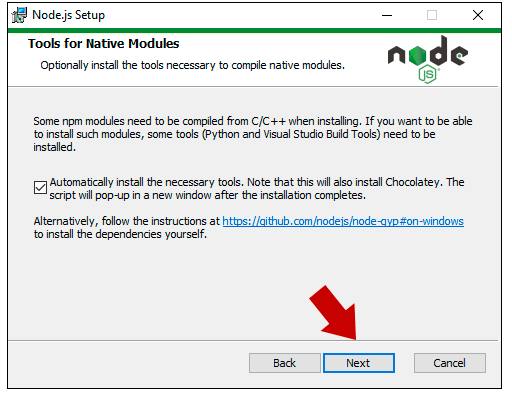 Node.js Setup
Tools for Native Modules
Optionally install the tools necessary to compile native modules.
node
JS
Some npm modules need to be compiled from C/C++ when installing. If you want to be able
to install such modules, some tools (Python and Visual Studio Build Tools) need to be
installed.
Automatically install the necessary tools. Note that this will also install Chocolatey. The
script will pop-up in a new window after the installation completes.
Alternatively, follow the instructions at https://github.com/nodejs/node-gyp#on-windows
to install the dependencies yourself.
Back Next Cancel